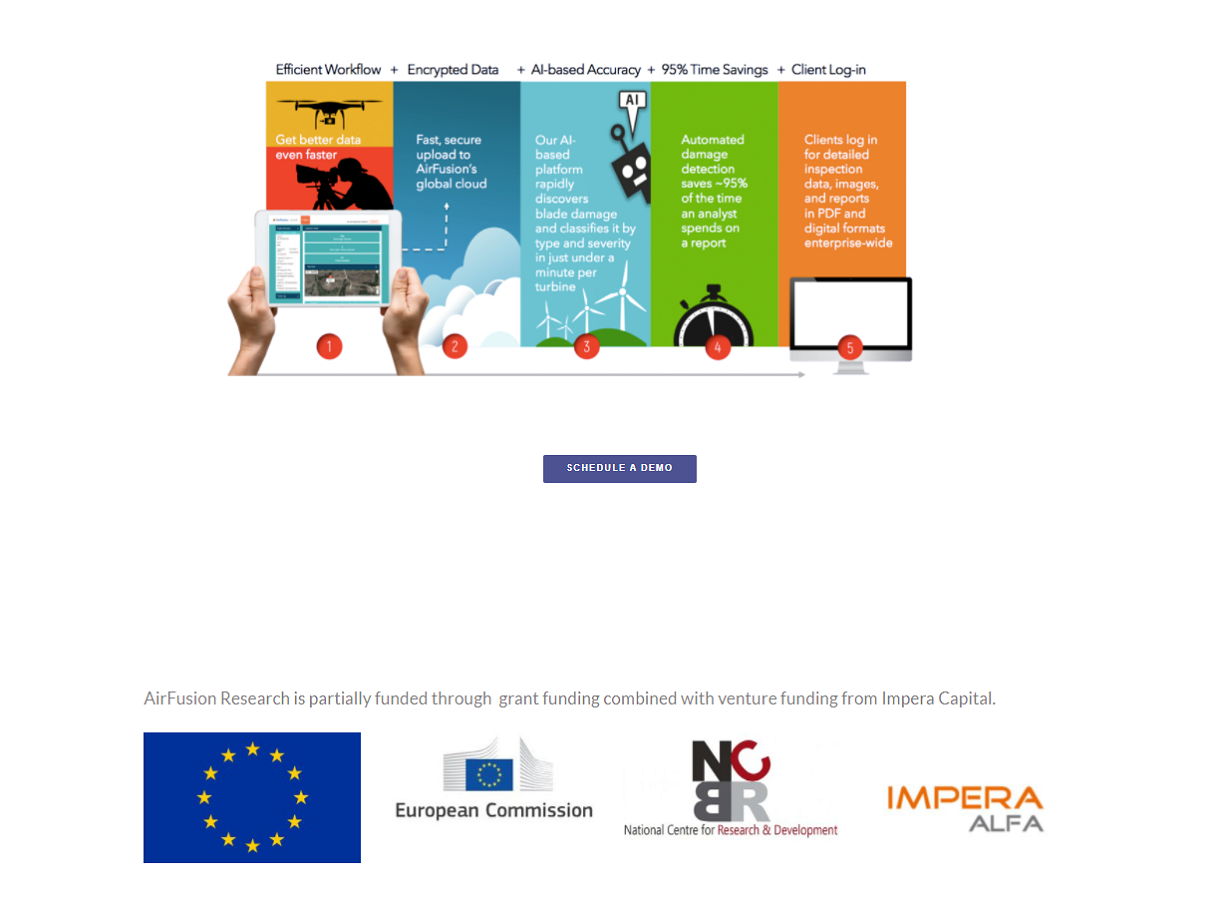 Efficient Workflow + Encrypted Data + AI-based Accuracy + 95% Time Savings + Client Log-in
Get better data
even faster
Fast, secure
upload to
AirFusion's
global cloud
AI
Our AI-
based
platform
rapidly
discovers
blade damage
and classifies it by
type and severity
in just under a
minute per
turbine
Automated
damage
detection
saves ~95%
of the time
an analyst
spends on
a report
Clients log in
for detailed
inspection
data, images,
and reports
in PDF and
digital formats
enterprise-wide
1
2
3
4
5
SCHEDULE A DEMO
AirFusion Research is partially funded through  grant funding combined with venture funding from Impera Capital.
European Commission
NCBR
National Centre for Research & Development
IMPERA
ALFA